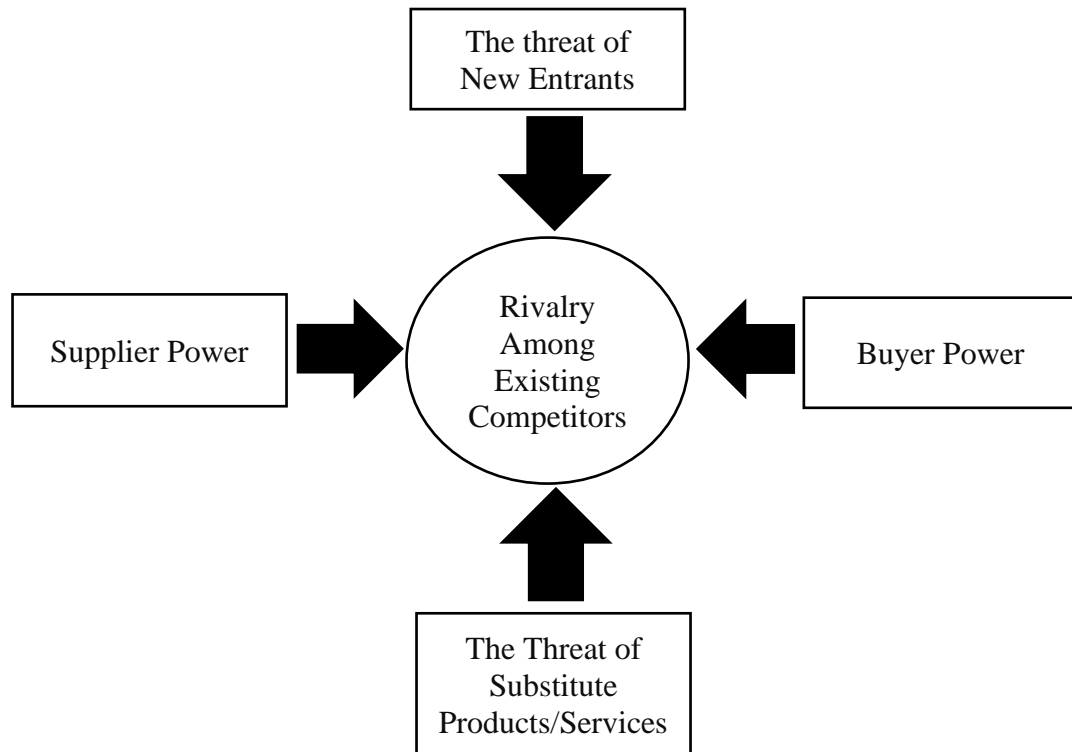 The threat of
New Entrants
Supplier Power
Rivalry
Among
Existing
Competitors
Buyer Power
The Threat of
Substitute
Products/Services